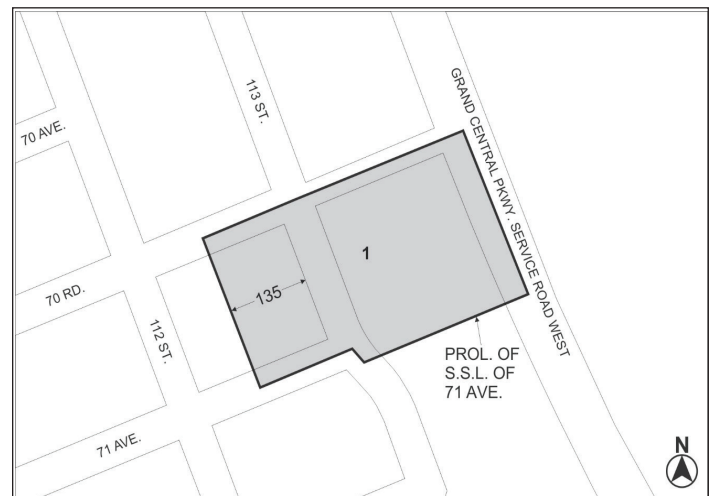 113 ST.
70 AVE.
GRAND CENTRAL PKWY. SERVICE ROAD WEST
1
135
70 RD.
112 ST.
PROL. OF
S.S.L. OF
71 AVE.
71 AVE.
N